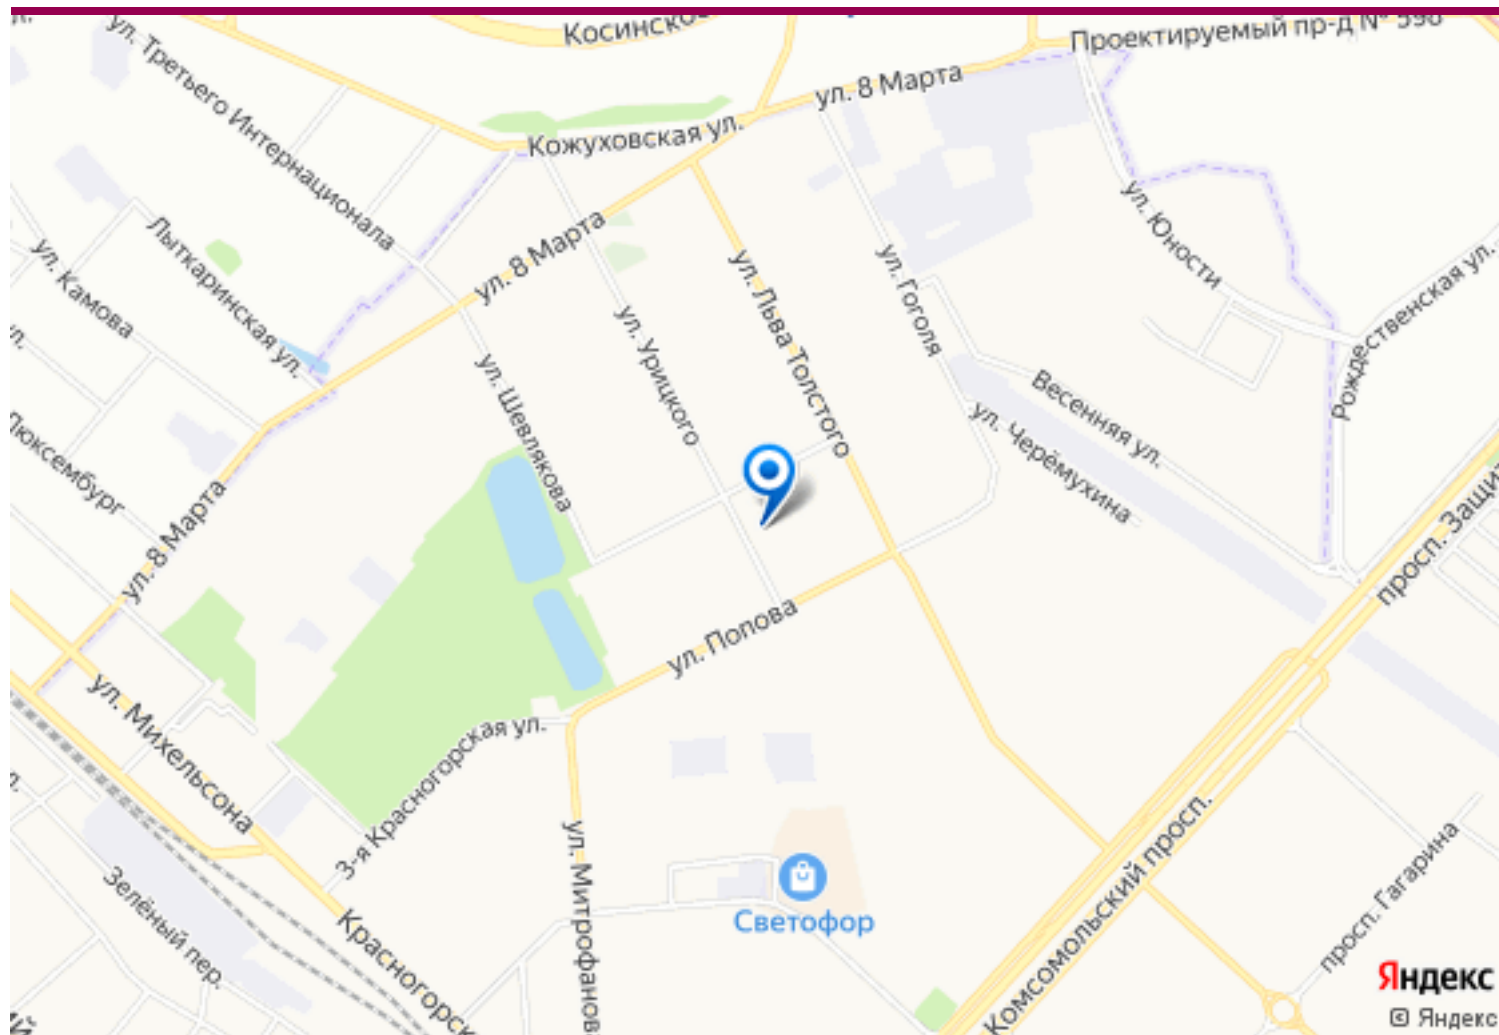 Косинско
Проектируемый пр-д № 590
ул. Третьего Интернационала
ул. 8 Марта
Кожуховская ул.
ул. Юности
Лыткаринская ул.
ул. 8 Марта
ул. Камова
ул. Гоголя
ул. Льва Толстого
Рождественская ул.
ул. Урицкого
ул. Шевлякова
Весенняя ул.
ул. Черёмухина
Люксембург
ул. 8 Марта
просп. Защит
ул. Попова
ул. Михельсона
3-я Красногорская ул.
ул. Митрофанов
Светофор
Комсомольский просп.
просп. Гагарина
Зелёный пер.
Красногорск
Яндекс
© Яндекс